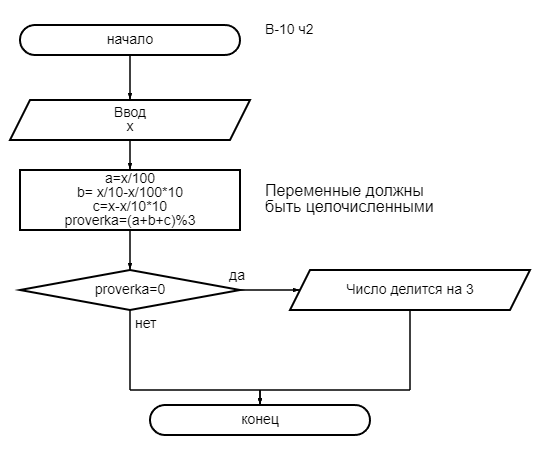 начало
В-10 ч2
Ввод
x
a=x/100
b= x/10-x/100*10
c=x-x/10*10
proverka=(a+b+c)%3
Переменные должны
быть целочисленными
proverka=0
да
Число делится на 3
нет
конец